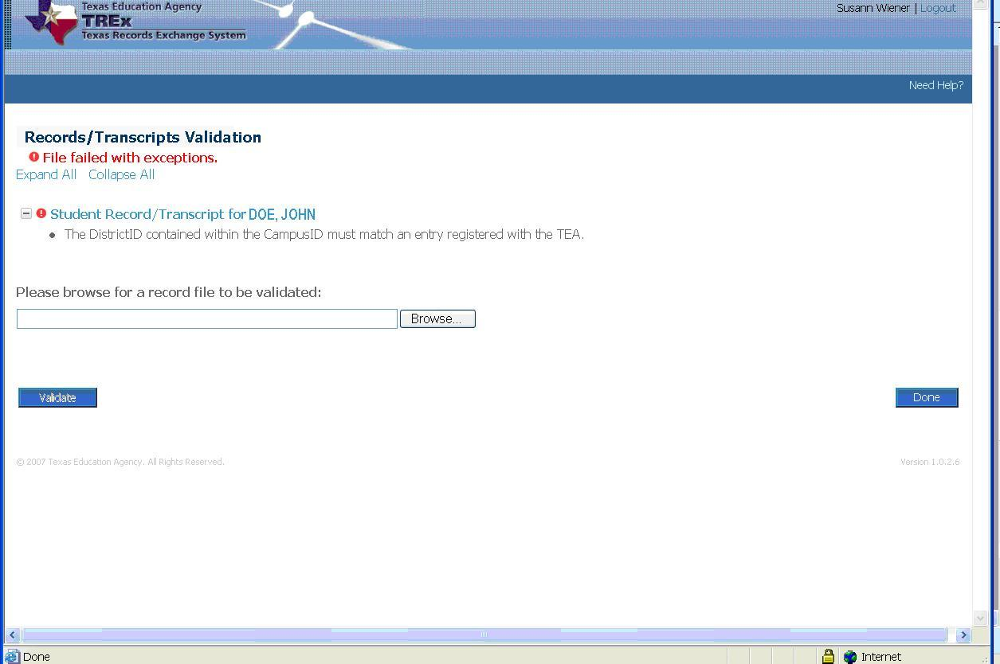 Texas Education Agency
TREx
Texas Records Exchange System
Susann Wiener | Logout
Need Help?
Records/Transcripts Validation
File failed with exceptions.
Expand All Collapse All
Student Record/Transcript for DOE, JOHN
The DistrictID contained within the CampusID must match an entry registered with the TEA.
Please browse for a record file to be validated:
Browse...
Validate
Done
© 2007 Texas Education Agency. All Rights Reserved.
Version 1.0.2.6
Done
Internet